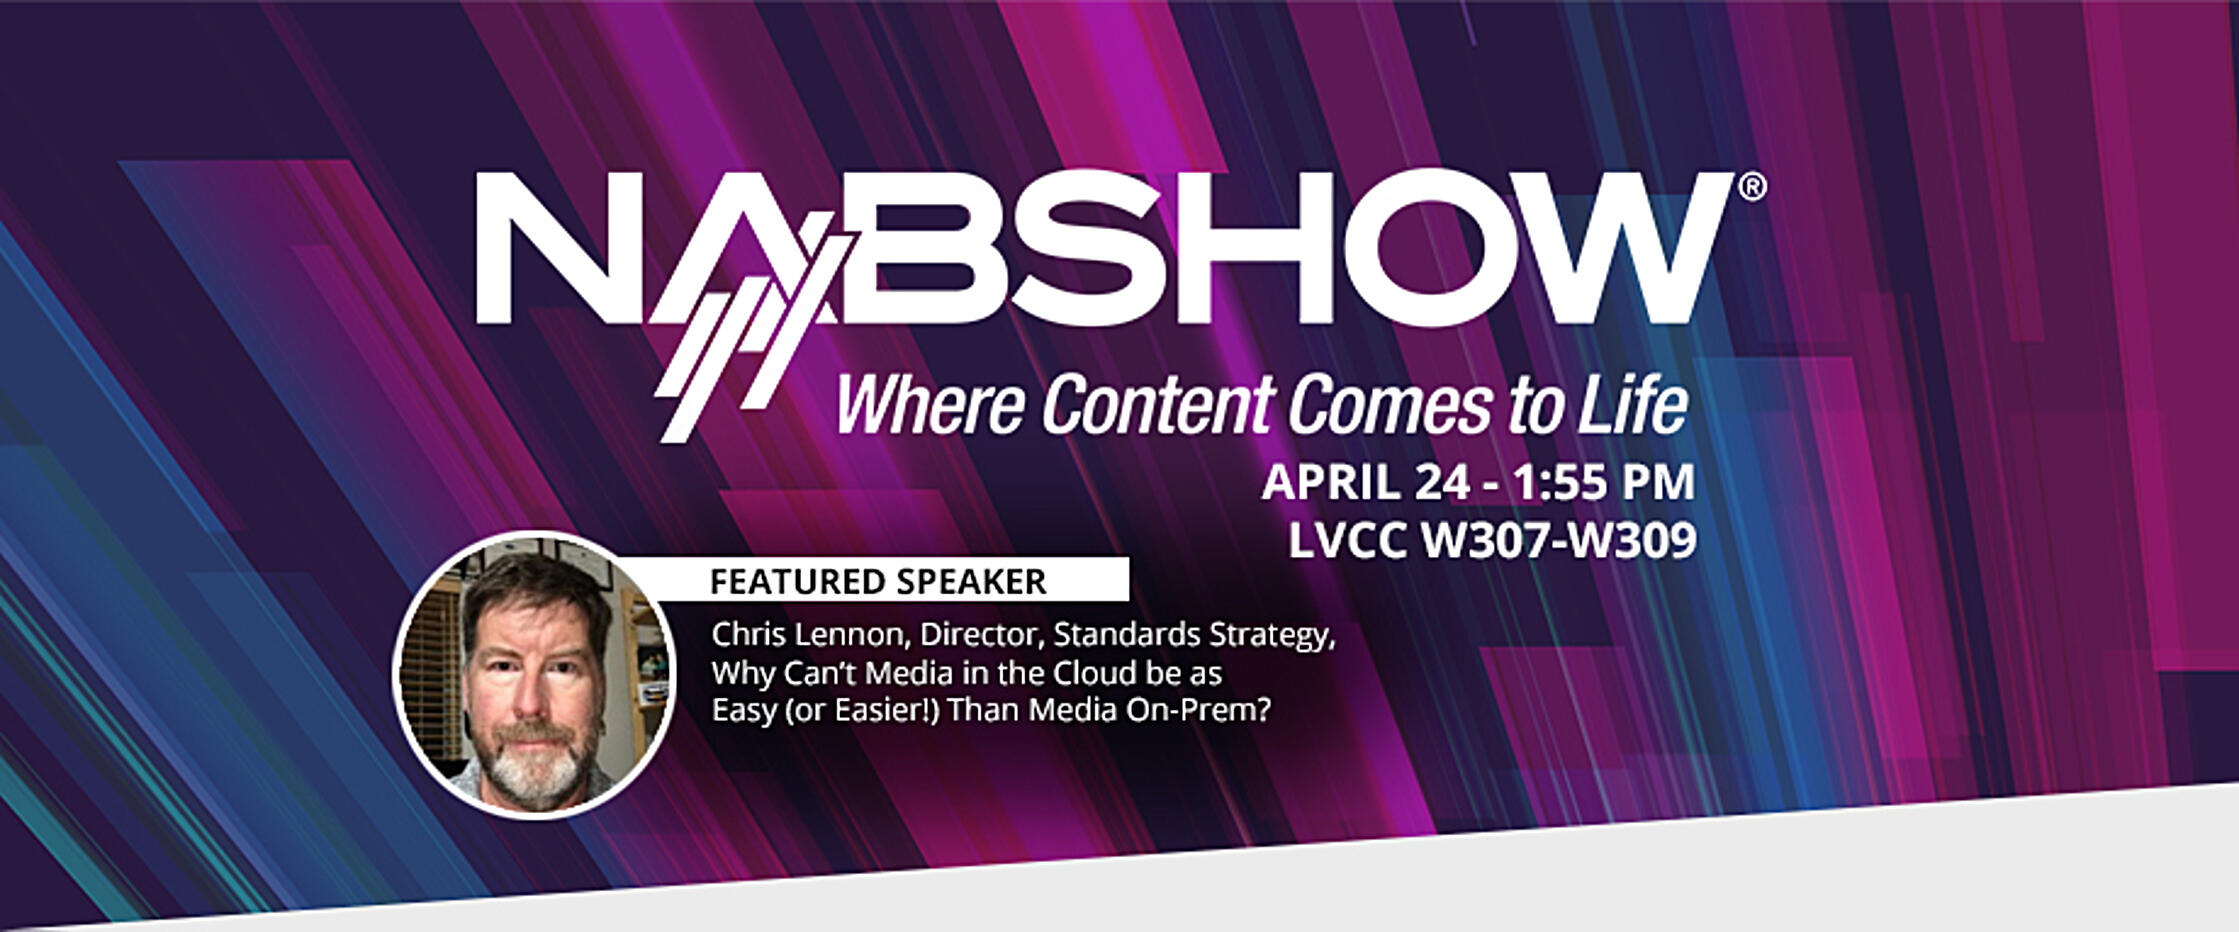 NABSHOW®
Where Content Comes to Life
APRIL 24 - 1:55 PM
LVCC W307-W309
FEATURED SPEAKER
Chris Lennon, Director, Standards Strategy,
Why Can't Media in the Cloud be as
Easy (or Easier!) Than Media On-Prem?